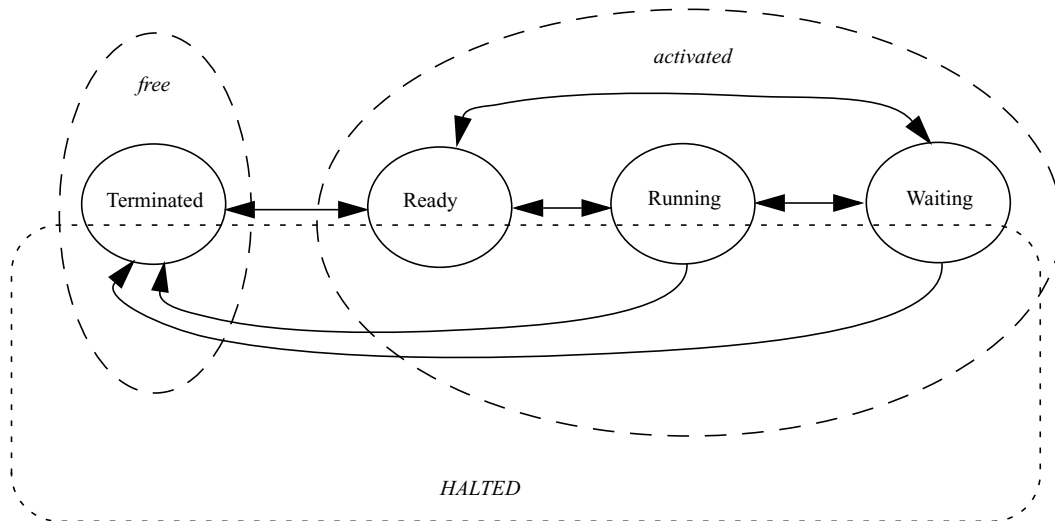 activated
free
Terminated
Ready
Running
Waiting
HALTED